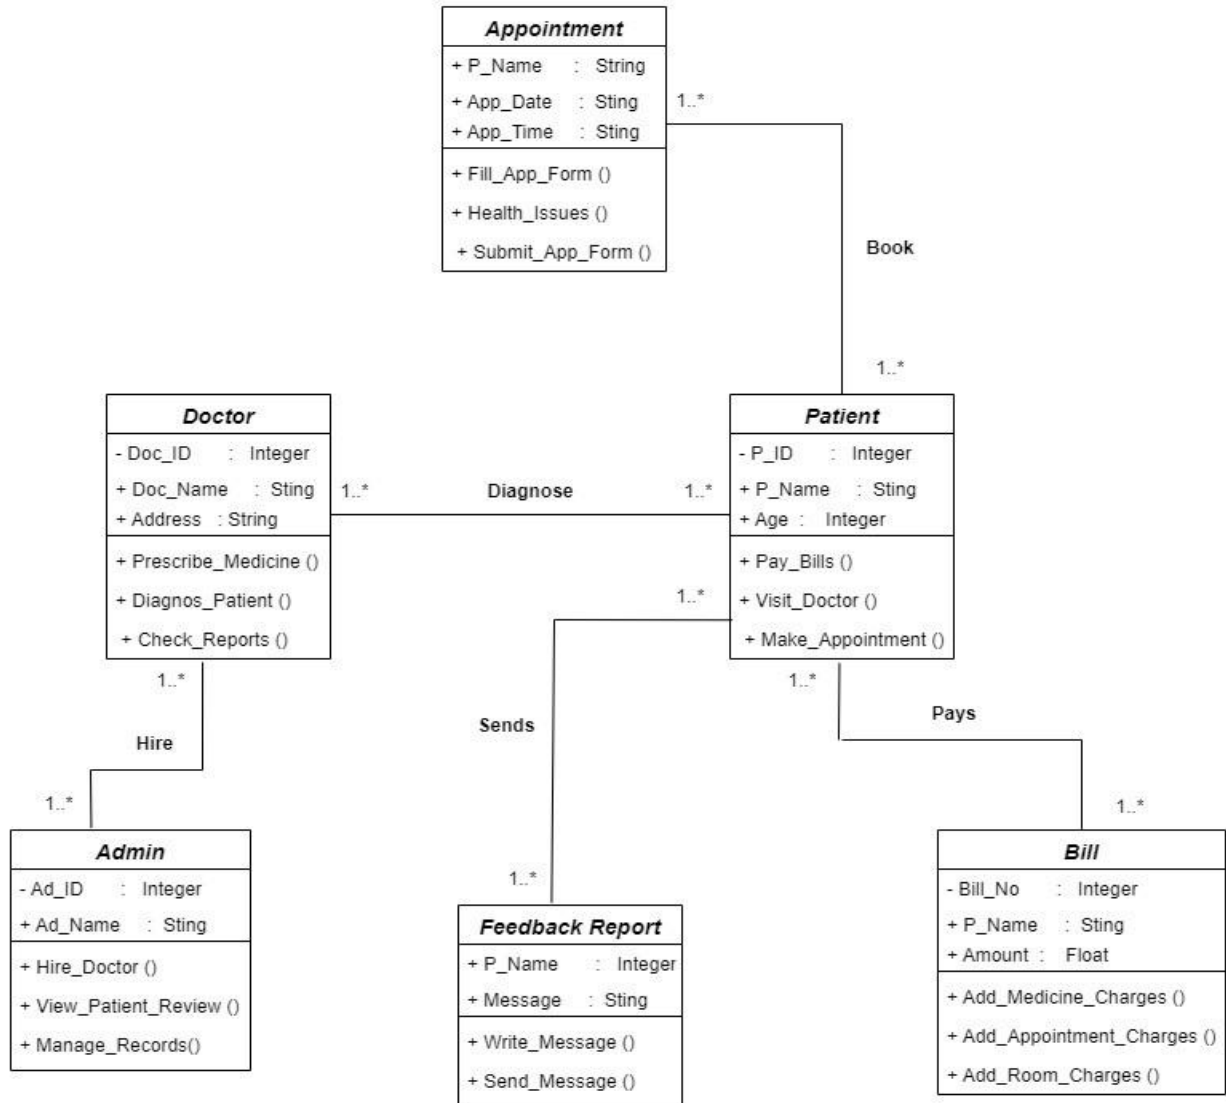 Appointment
+ P_Name : String
+ App_Date : Sting
+ App_Time : Sting
+ Fill_App_Form ()
+ Health_Issues ()
+ Submit_App_Form ()
1..*
Book
1..*
Doctor
- Doc_ID : Integer
+ Doc_Name : Sting
+ Address : String
+ Prescribe_Medicine ()
+ Diagnos_Patient ()
+ Check_Reports ()
1..*
Diagnose
1..*
Patient
- P_ID : Integer
+ P_Name : Sting
+ Age : Integer
+ Pay_Bills ()
+ Visit_Doctor ()
+ Make_Appointment ()
1..*
1..*
Hire
1..*
Sends
1..*
1..*
Pays
1..*
Admin
- Ad_ID : Integer
+ Ad_Name : Sting
+ Hire_Doctor ()
+ View_Patient_Review ()
+ Manage_Records()
Feedback Report
+ P_Name : Integer
+ Message : Sting
+ Write_Message ()
+ Send_Message ()
Bill
- Bill_No : Integer
+ P_Name : Sting
+ Amount : Float
+ Add_Medicine_Charges ()
+ Add_Appointment_Charges ()
+ Add_Room_Charges ()